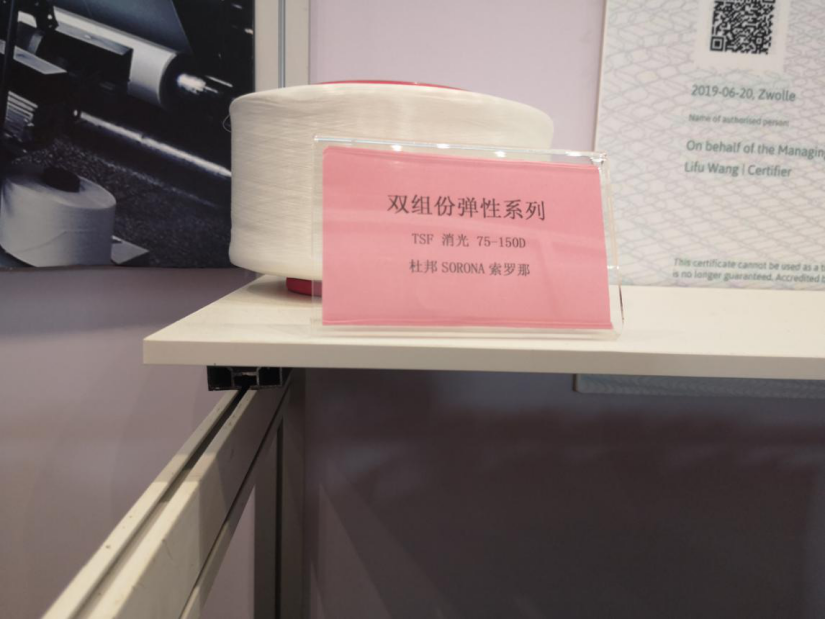 双组份弹性系列
TSF 消光 75-150D
杜邦 SORONA 索罗那
2019-06-20, Zwolle
Name of authorised person
On behalf of the Managing
Lifu Wang | Certifier
This certificate cannot be used as a
is no longer guaranteed. Accredited